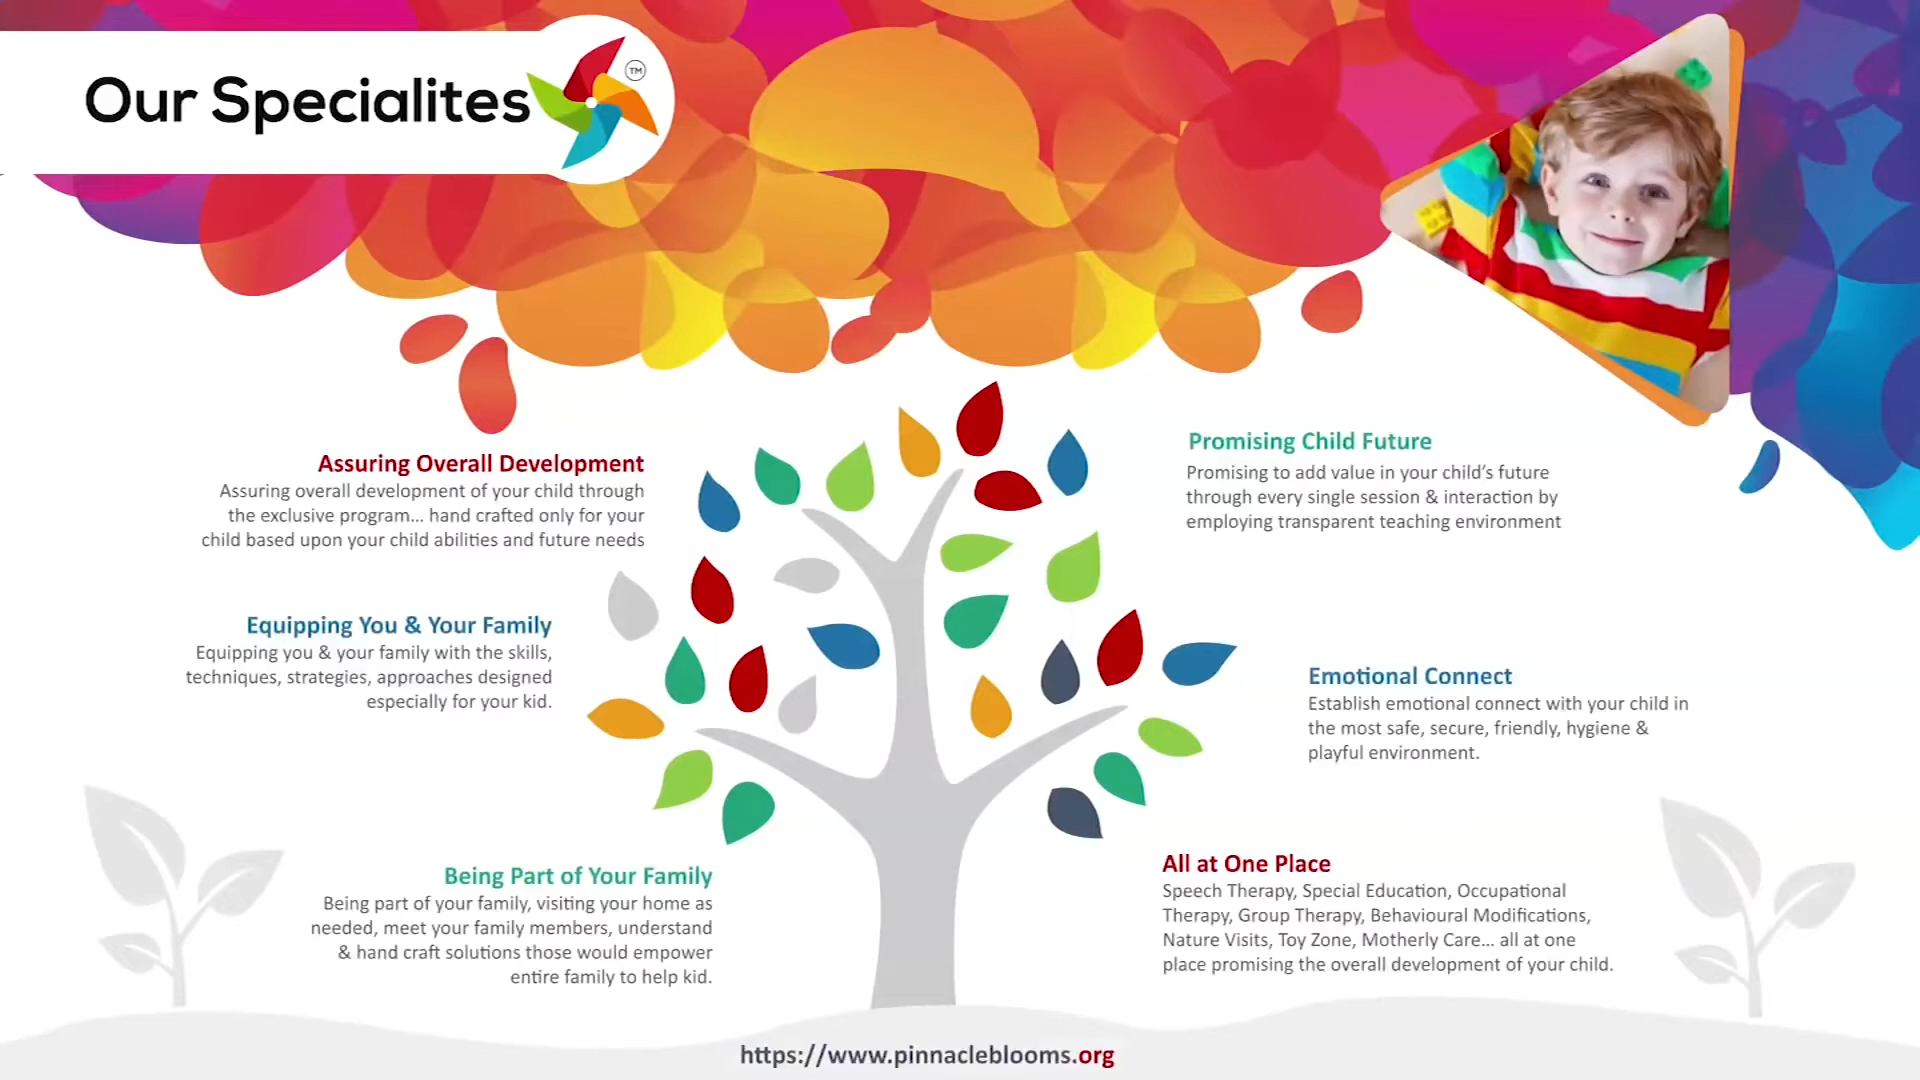 Our Specialites
TM
Assuring Overall Development
Assuring overall development of your child through
the exclusive program... hand crafted only for your
child based upon your child abilities and future needs
Equipping You & Your Family
Equipping you & your family with the skills,
techniques, strategies, approaches designed
especially for your kid.
Being Part of Your Family
Being part of your family, visiting your home as
needed, meet your family members, understand
& hand craft solutions those would empower
entire family to help kid.
Promising Child Future
Promising to add value in your child's future
through every single session & interaction by
employing transparent teaching environment
Emotional Connect
Establish emotional connect with your child in
the most safe, secure, friendly, hygiene &
playful environment.
All at One Place
Speech Therapy, Special Education, Occupational
Therapy, Group Therapy, Behavioural Modifications,
Nature Visits, Toy Zone, Motherly Care... all at one
place promising the overall development of your child.
https://www.pinnacleblooms.org